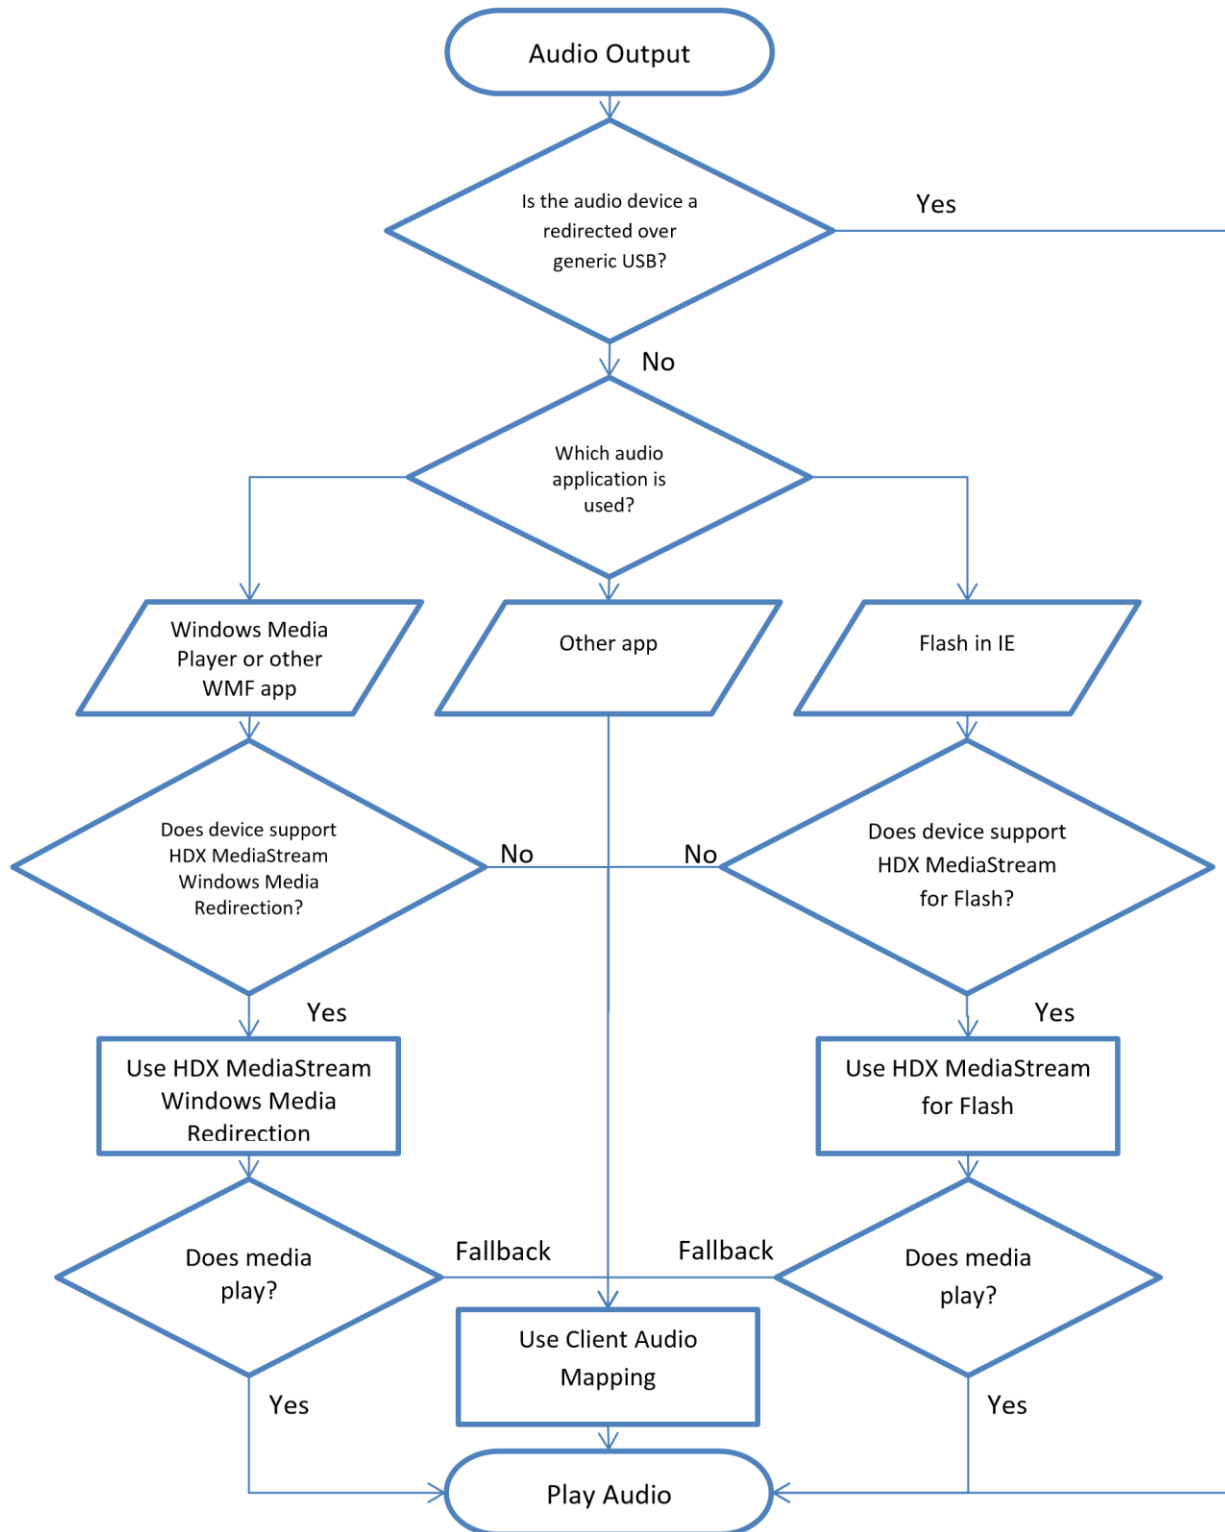 Audio Output
Is the audio device a
redirected over
generic USB?
Yes
No
Which audio
application is
used?
Windows Media
Player or other
WMF app
Other app
Flash in IE
Does device support
HDX MediaStream
Windows Media
Redirection?
No
No
Does device support
HDX MediaStream
for Flash?
Yes
Yes
Use HDX MediaStream
Windows Media
Redirection
Use HDX MediaStream
for Flash
Does media
play?
Fallback
Fallback
Does media
play?
Use Client Audio
Mapping
Yes
Yes
Play Audio